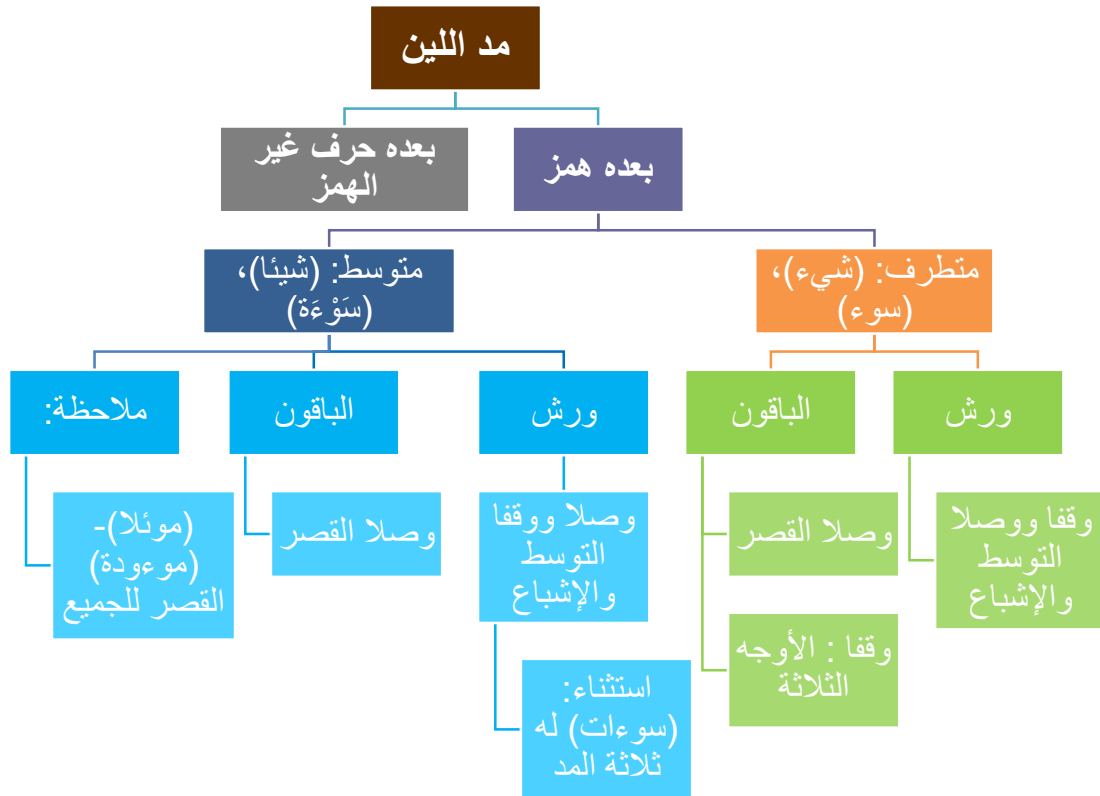 مد اللين
بعده همز
بعده حرف غير
الهمز
متطرف: (شيء)،
(سوء)
متوسط: (شيئا)،
(سَوْءَة)
ورش
الباقون
ورش
الباقون
ملاحظة:
وقفا ووصلا
التوسط
والإشباع
وصلا القصر
وقفا : الأوجه
الثلاثة
وصلا ووقفا
التوسط
والإشباع
استثناء:
(سوءات) له
ثلاثة المد
وصلا القصر
(موئلا)-
(موءودة)
القصر للجميع